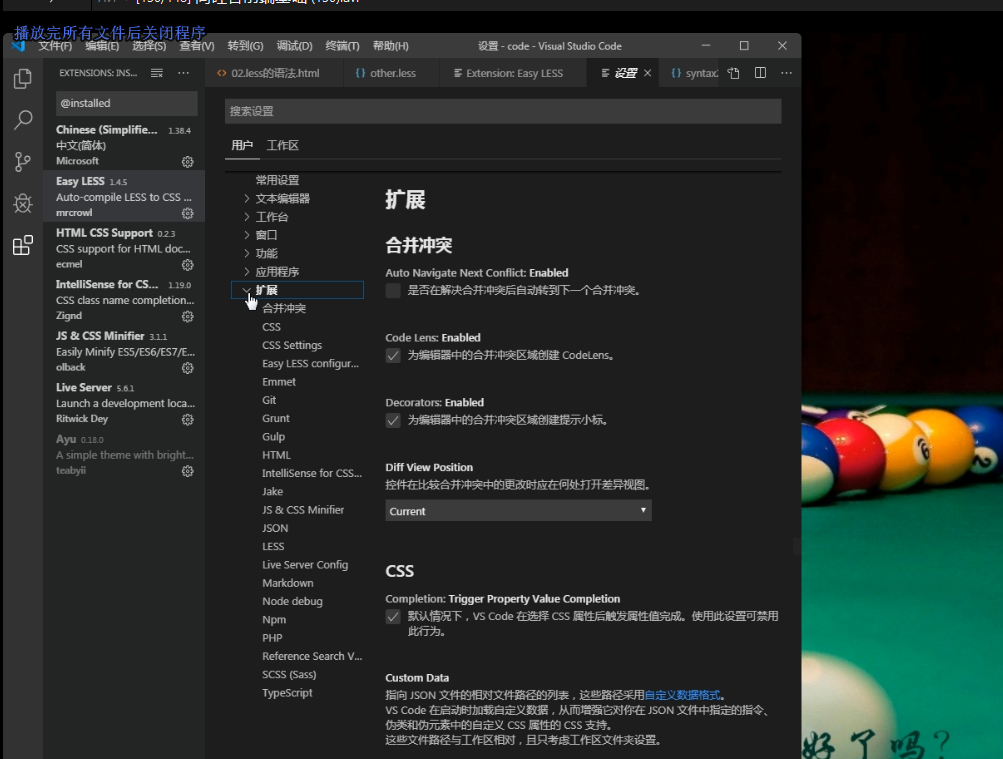 播放完所有文件后关闭程序
文件(F) 编辑(E) 选择(S) 查看(V) 转到(G) 调试(D) 终端(T) 帮助(H) 设置 - code - Visual Studio Code
EXTENSIONS: INS...
02.less的语法.html
other.less
Extension: Easy LESS
设置
syntax
@installed
Chinese (Simplifie... 1.38.4
中文(简体)
Microsoft
Easy LESS 1.4.5
Auto-compile LESS to CSS ...
mrcrowl
HTML CSS Support 0.2.3
CSS support for HTML doc...
ecmel
IntelliSense for CS... 1.19.0
CSS class name completion...
Zignd
JS & CSS Minifier 3.1.1
Easily Minify ES5/ES6/ES7/E...
olback
Live Server 5.6.1
Launch a development loca...
Ritwick Dey
Ayu 0.18.0
A simple theme with bright...
teabyii
搜索设置
用户 工作区
常用设置
文本编辑器
工作台
窗口
功能
应用程序
扩展
合并冲突
CSS
CSS Settings
Easy LESS configur...
Emmet
Git
Grunt
Gulp
HTML
IntelliSense for CSS...
Jake
JS & CSS Minifier
JSON
LESS
Live Server Config
Markdown
Node debug
Npm
PHP
Reference Search V...
SCSS (Sass)
TypeScript
扩展
合并冲突
Auto Navigate Next Conflict: Enabled
是否在解决合并冲突后自动转到下一个合并冲突。
Code Lens: Enabled
为编辑器中的合并冲突区域创建 CodeLens。
Decorators: Enabled
为编辑器中的合并冲突区域创建提示小标。
Diff View Position
控件在比较合并冲突中的更改时应在何处打开差异视图。
Current
CSS
Completion: Trigger Property Value Completion
默认情况下，VS Code 在选择 CSS 属性后触发属性值完成。使用此设置可禁用
此行为。
Custom Data
指向 JSON 文件的相对文件路径的列表，这些路径采用自定义数据格式。
VS Code 在启动时加载自定义数据，从而增强它对你在 JSON 文件中指定的指令、
伪类和伪元素中的自定义 CSS 属性的 CSS 支持。
这些文件路径与工作区相对，且只考虑工作区文件夹设置。
好了吗？